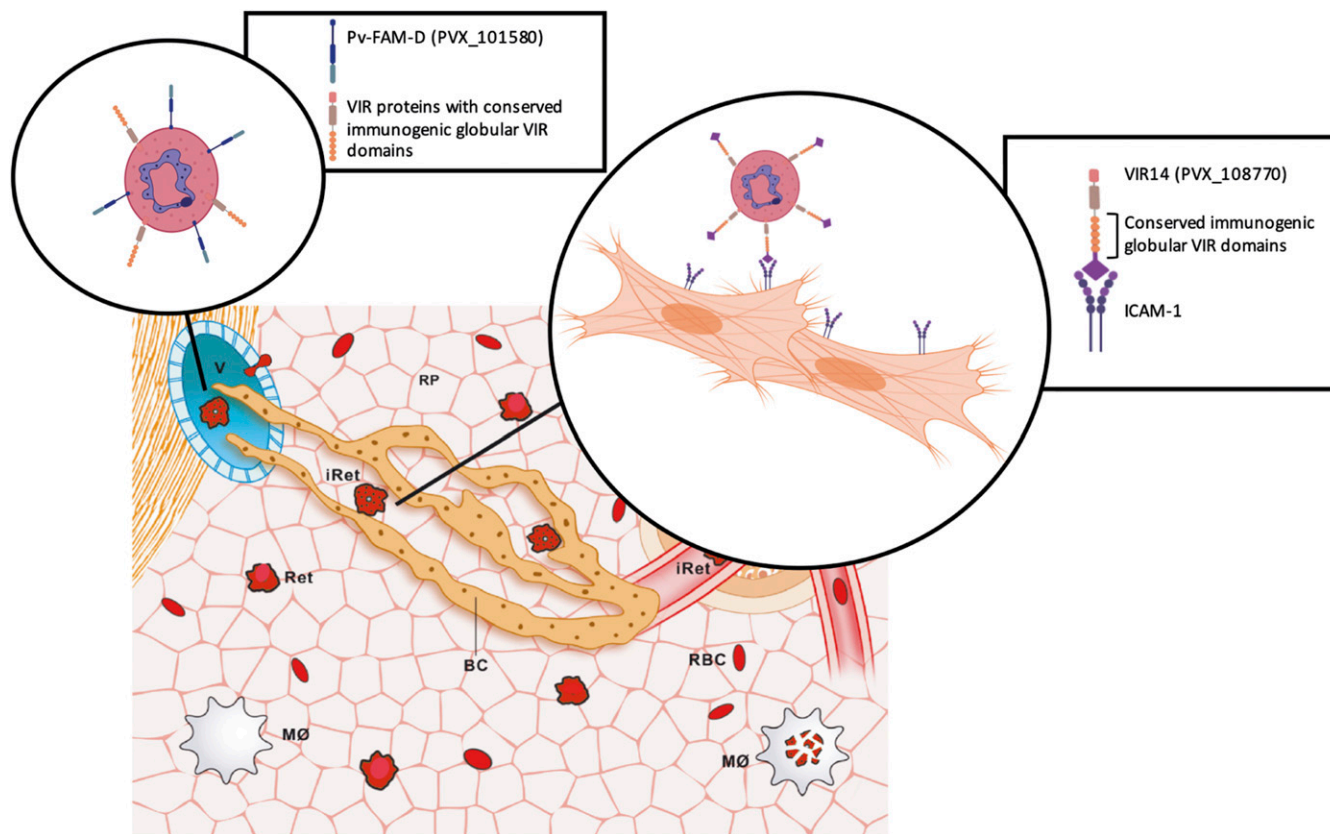 Pv-FAM-D (PVX_101580)
VIR proteins with conserved
immunogenic globular VIR
domains
VIR14 (PVX_108770)
Conserved immunogenic
globular VIR domains
ICAM-1
V
RP
iRet
iRet
Ret
BC
RBC
MØ
MØ